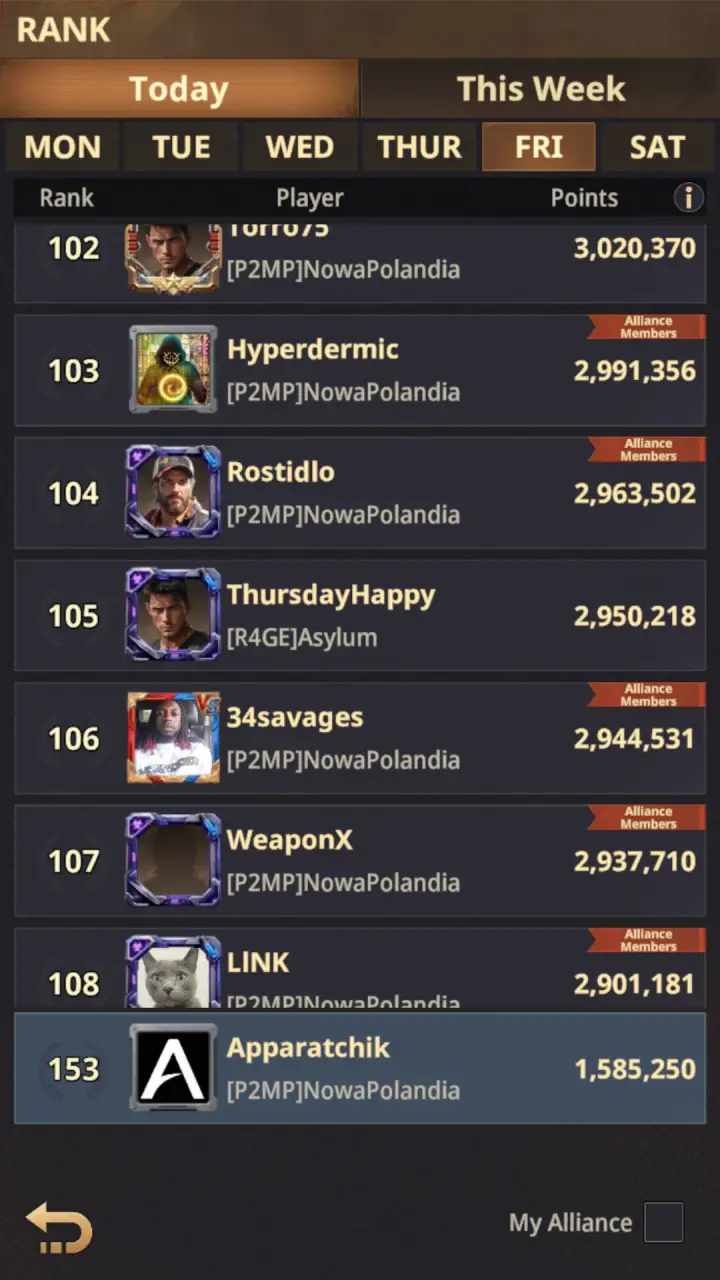 RANK
Today
This Week
MON
TUE
WED
THUR
FRI
SAT
Rank
Player
Points
i
102
Torro75
[P2MP]NowaPolandia
3,020,370
103
Hyperdermic
[P2MP]NowaPolandia
Alliance
Members
2,991,356
104
Rostidlo
[P2MP]NowaPolandia
Alliance
Members
2,963,502
105
ThursdayHappy
[R4GE]Asylum
2,950,218
106
34savages
[P2MP]NowaPolandia
Alliance
Members
2,944,531
107
WeaponX
[P2MP]NowaPolandia
Alliance
Members
2,937,710
108
LINK
[P2MP]NowaPolandia
Alliance
Members
2,901,181
153
A
Apparatchik
[P2MP]NowaPolandia
1,585,250
My Alliance